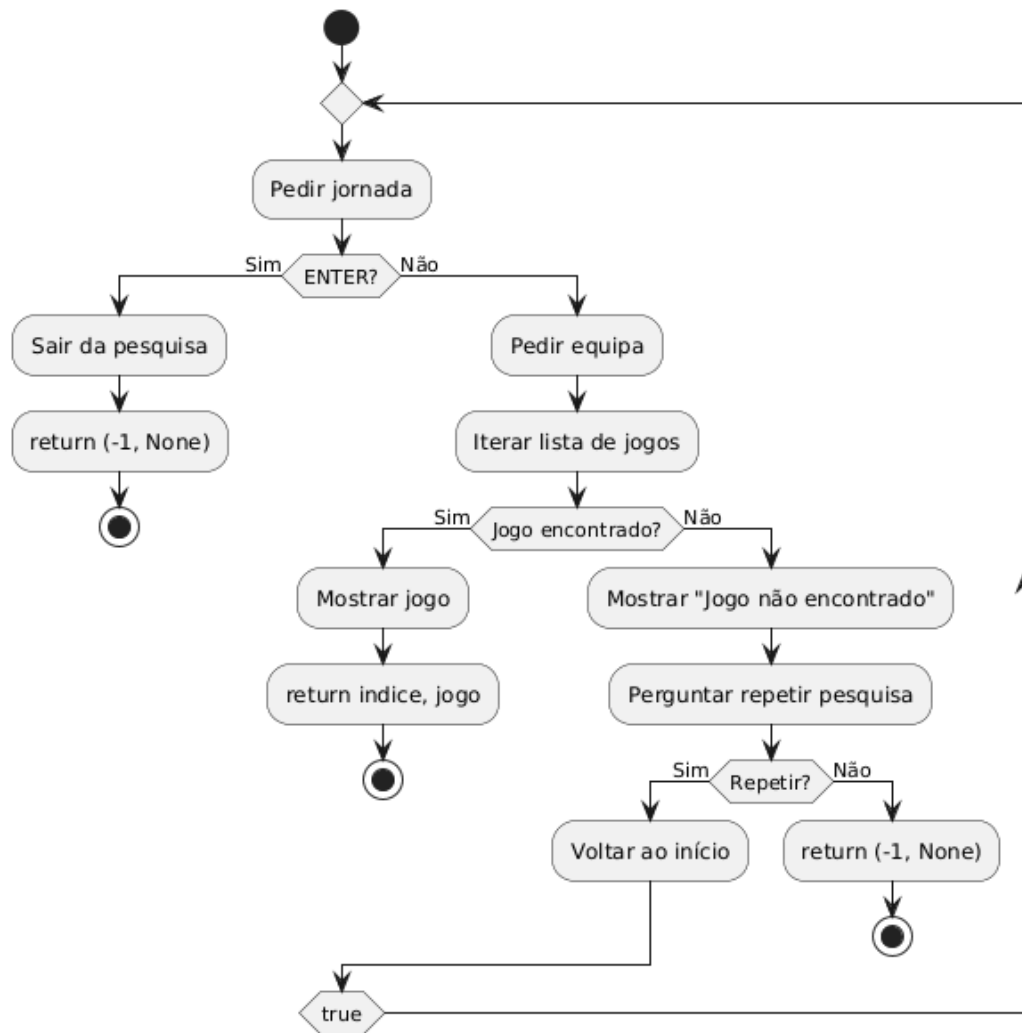 Pedir jornada
Sim
ENTER?
Não
Sair da pesquisa
Pedir equipa
return (-1, None)
Iterar lista de jogos
Sim
Jogo encontrado?
Não
Mostrar jogo
Mostrar "Jogo não encontrado"
return indice, jogo
Perguntar repetir pesquisa
Sim
Repetir?
Não
Voltar ao início
return (-1, None)
true